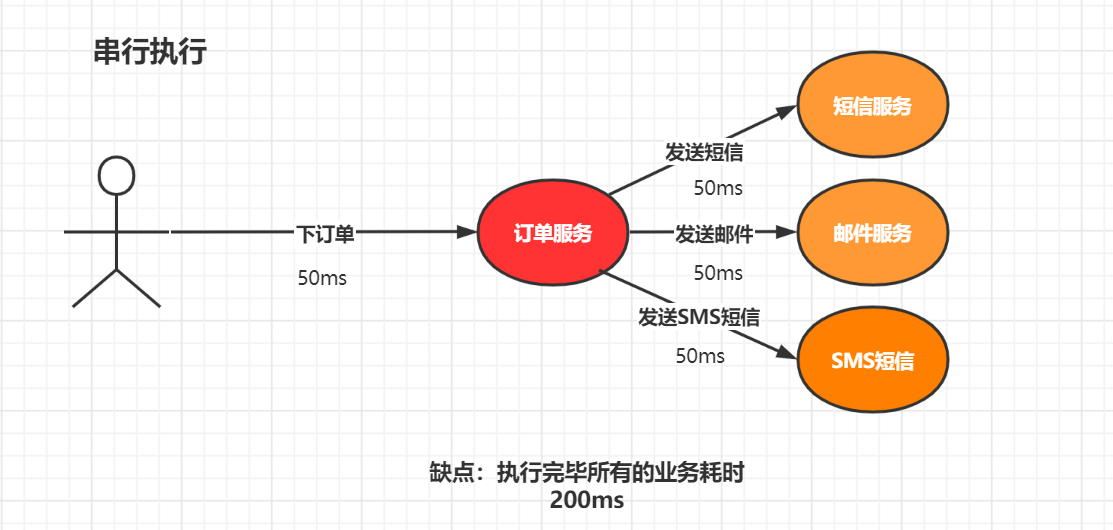 串行执行
短信服务
发送短信
50ms
下订单
50ms
订单服务
发送邮件
50ms
邮件服务
发送SMS短信
50ms
SMS短信
缺点：执行完毕所有的业务耗时
200ms